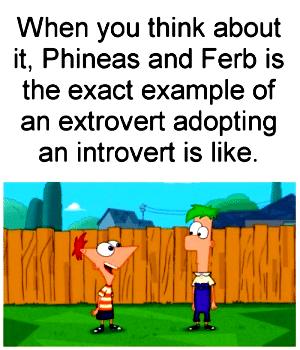 When you think about
it, Phineas and Ferb is
the exact example of
an extrovert adopting
an introvert is like.